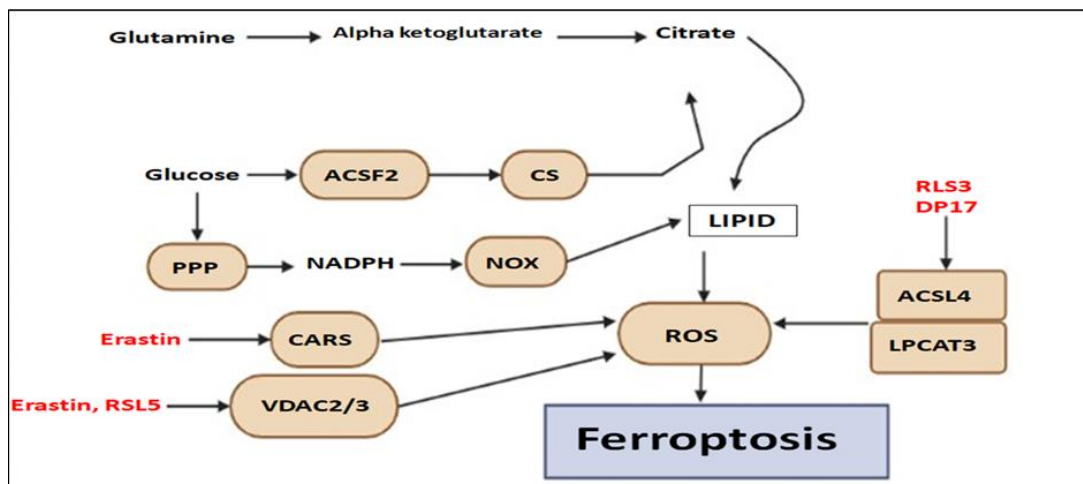 Glutamine
Alpha ketoglutarate
Citrate
Glucose
ACSF2
CS
RLS3
DP17
LIPID
PPP
NADPH
NOX
ACSL4
Erastin
CARS
ROS
LPCAT3
Erastin, RSL5
VDAC2/3
Ferroptosis